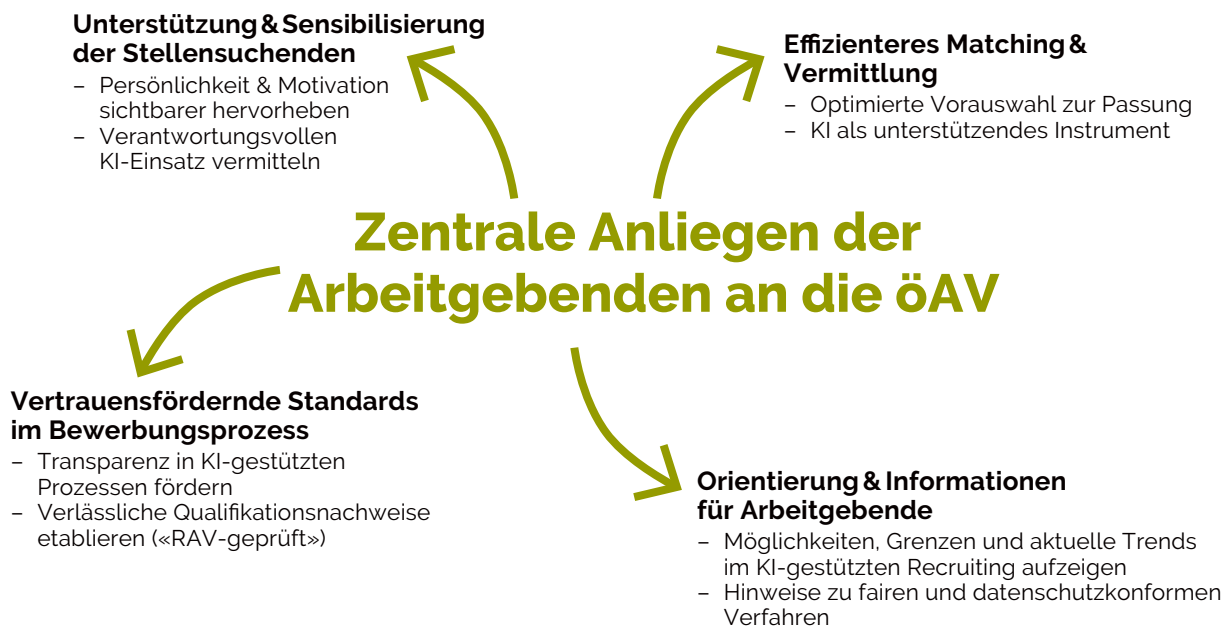 Unterstützung & Sensibilisierung
der Stellensuchenden
– Persönlichkeit & Motivation
sichtbarer hervorheben
– Verantwortungsvollen
KI-Einsatz vermitteln
Effizienteres Matching &
Vermittlung
– Optimierte Vorauswahl zur Passung
– KI als unterstützendes Instrument
Zentrale Anliegen der
Arbeitgebenden an die öAV
Vertrauensfördernde Standards
im Bewerbungsprozess
– Transparenz in KI-gestützten
Prozessen fördern
– Verlässliche Qualifikationsnachweise
etablieren («RAV-geprüft»)
Orientierung & Informationen
für Arbeitgebende
– Möglichkeiten, Grenzen und aktuelle Trends
im KI-gestützten Recruiting aufzeigen
– Hinweise zu fairen und datenschutzkonformen
Verfahren